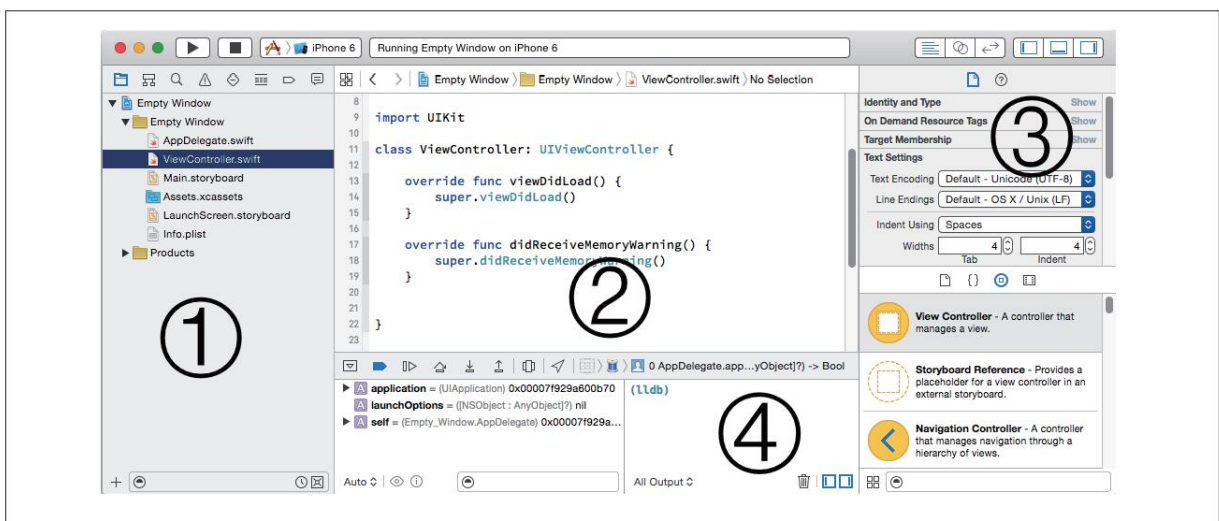 iPhone 6
Running Empty Window on iPhone 6
Empty Window
Empty Window
AppDelegate.swift
ViewController.swift
Main.storyboard
Assets.xcassets
LaunchScreen.storyboard
Info.plist
Products
①
Empty Window 〉 Empty Window 〉 ViewController.swift 〉 No Selection
8
9 import UIKit
10
11 class ViewController: UIViewController {
12
13 override func viewDidLoad() {
14 super.viewDidLoad()
15 }
16
17 override func didReceiveMemoryWarning() {
18 super.didReceiveMemoryWarning()
19 }
20
21
22 }
23
②
0 AppDelegate.app...yObject]?) -> Bool
A application = (UIApplication) 0x00007f929a600b70
A launchOptions = ([NSObject : AnyObject]?) nil
A self = (Empty_Window.AppDelegate) 0x00007f929a...
Auto
(lldb)
④
All Output
Identity and Type Show
On Demand Resource Tags Show
Target Membership Show
③
Text Settings
Text Encoding Default - Unicode (UTF-8)
Line Endings Default - OS X / Unix (LF)
Indent Using Spaces
Widths 4 4
Tab Indent
{}
View Controller - A controller that
manages a view.
Storyboard Reference - Provides a
placeholder for a view controller in an
external storyboard.
Navigation Controller - A controller
that manages navigation through a
hierarchy of views.